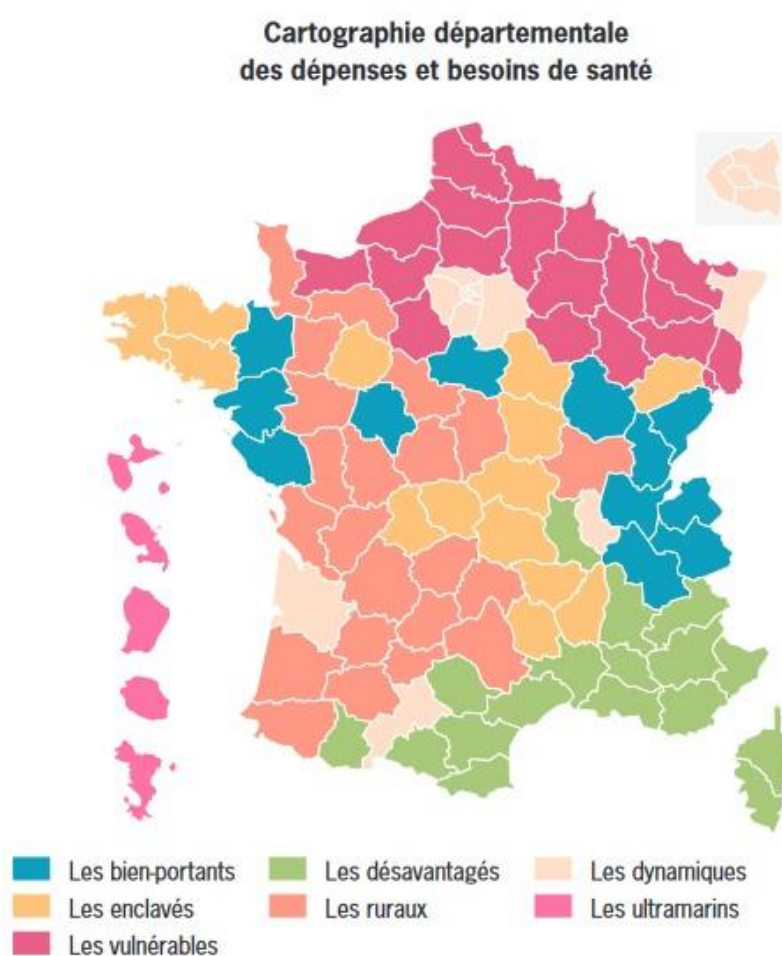 Cartographie départementale
des dépenses et besoins de santé
Les bien-portants
Les désavantagés
Les dynamiques
Les enclavés
Les ruraux
Les ultramarins
Les vulnérables